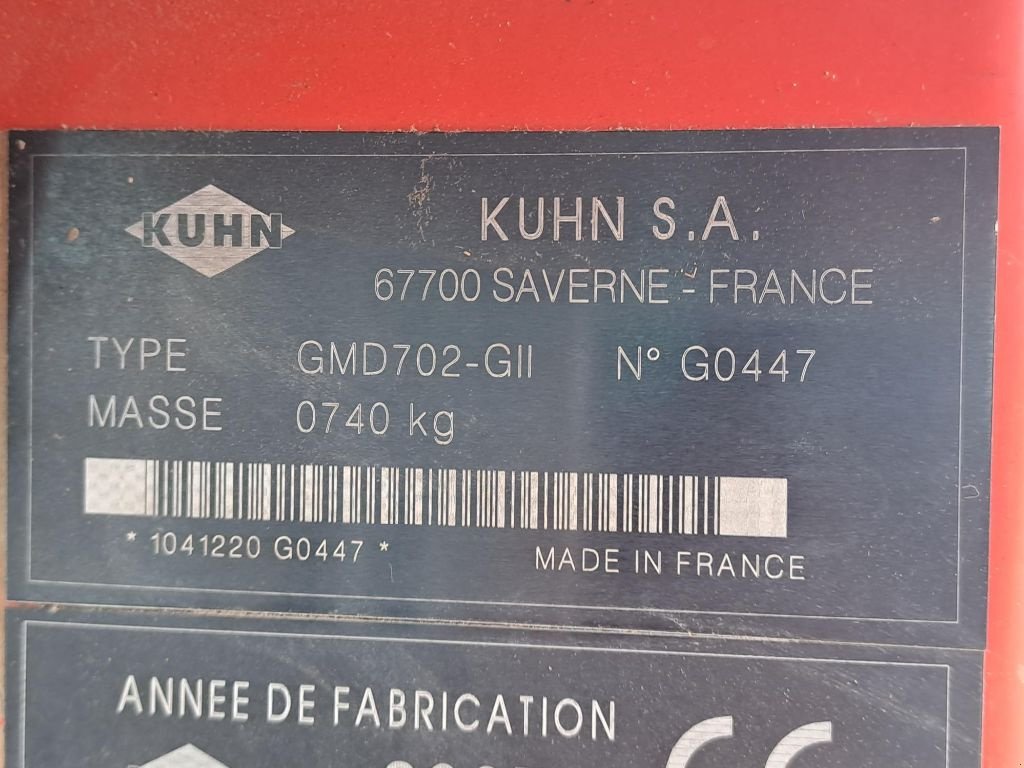 KUHN
KUHN S.A.
67700 SAVERNE - FRANCE
TYPE GMD702-GII N° G0447
MASSE 0740 kg
* 1041220 G0447 *
MADE IN FRANCE
ANNEE DE FABRICATION
CE